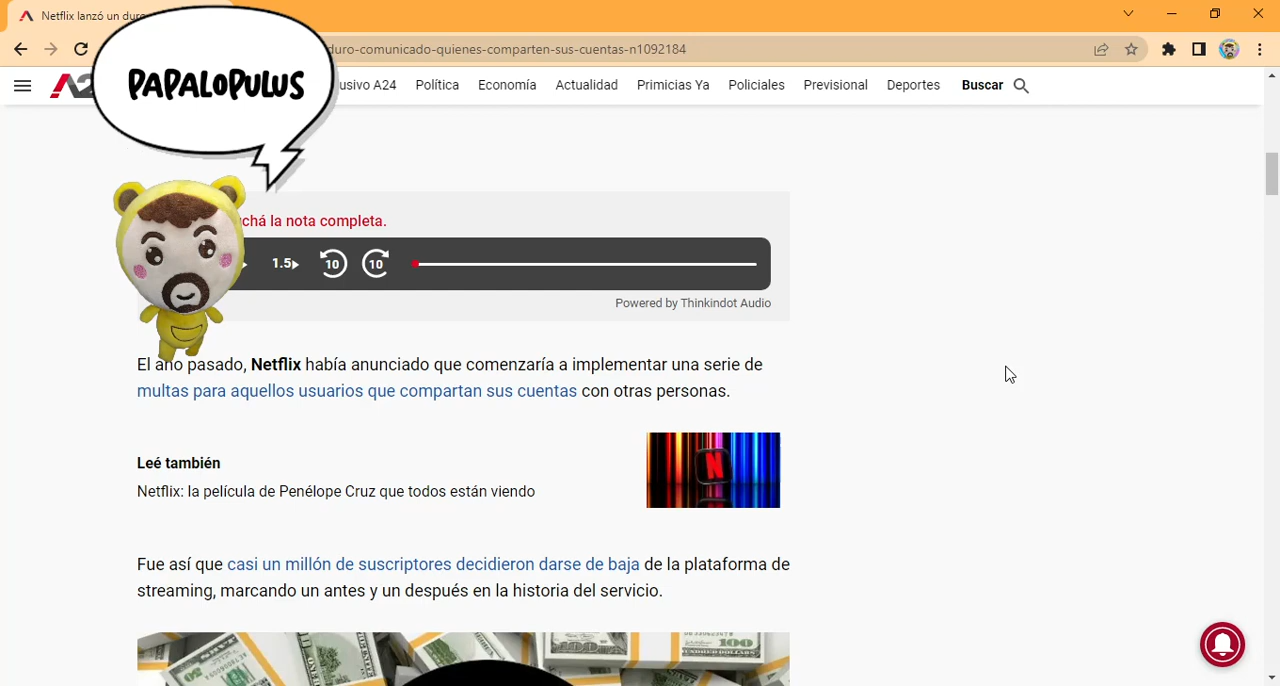 Netflix lanzó un duro
PAPALOPULUS
duro-comunicado-quienes-comparten-sus-cuentas-n1092184
A2
usivo A24 Política Economía Actualidad Primicias Ya Policiales Previsional Deportes Buscar
chá la nota completa.
1.5 10 10
Powered by Thinkindot Audio
El año pasado, Netflix había anunciado que comenzaría a implementar una serie de
multas para aquellos usuarios que compartan sus cuentas con otras personas.
Leé también
Netflix: la película de Penélope Cruz que todos están viendo
N
Fue así que casi un millón de suscriptores decidieron darse de baja de la plataforma de
streaming, marcando un antes y un después en la historia del servicio.
100